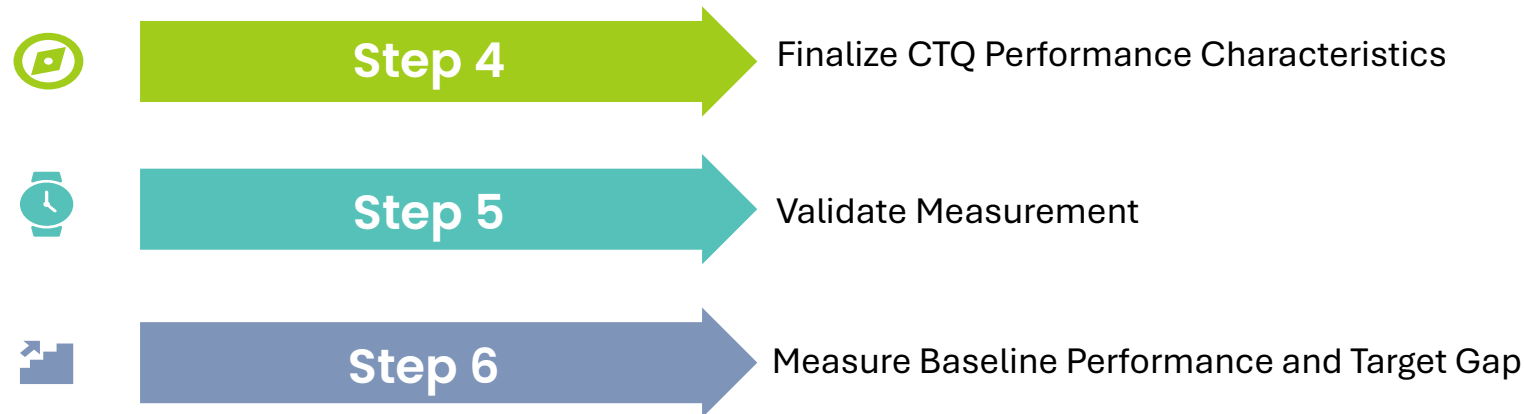 Step 4
Finalize CTQ Performance Characteristics
Step 5
Validate Measurement
Step 6
Measure Baseline Performance and Target Gap